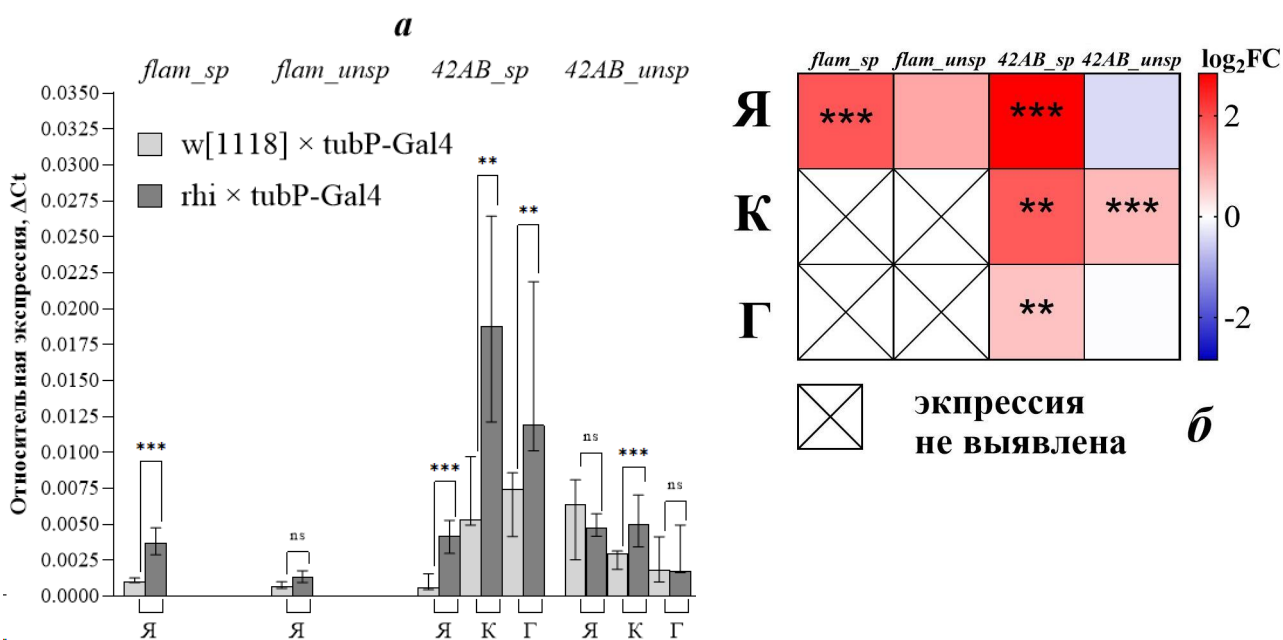 а
flam_sp flam_unsp 42AB_sp 42AB_unsp
0.0350
0.0325
0.0300
0.0275
0.0250
0.0225
0.0200
0.0175
0.0150
0.0125
0.0100
0.0075
0.0050
0.0025
0.0000
Относительная экспрессия, ΔCt
w[1118] × tubP-Gal4
rhi × tubP-Gal4
*** ns *** ** ** ns *** ns
Я Я Я К Г Я К Г
flam_sp flam_unsp 42AB_sp 42AB_unsp log₂FC
Я *** ***
К ** ***
Г **
2
0
-2
экпрессия
не выявлена
б